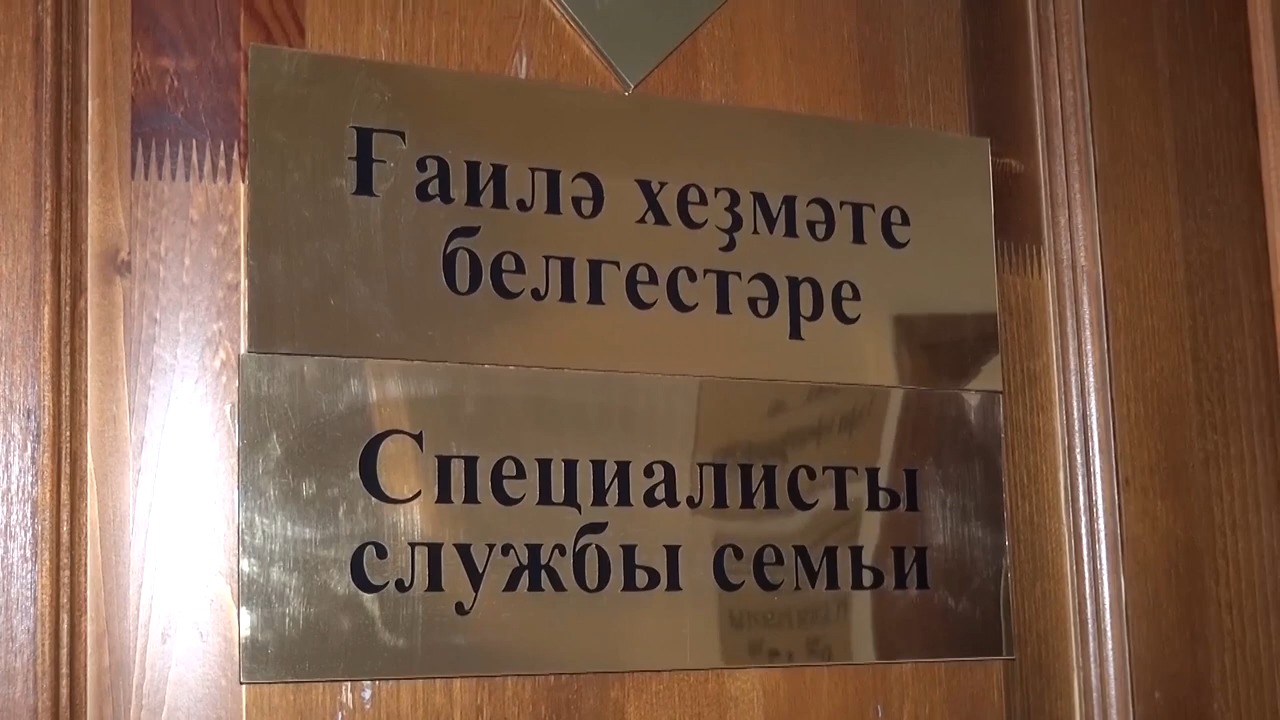 Ғаилә хеҙмәте
белгестәре
Специалисты
службы семьи